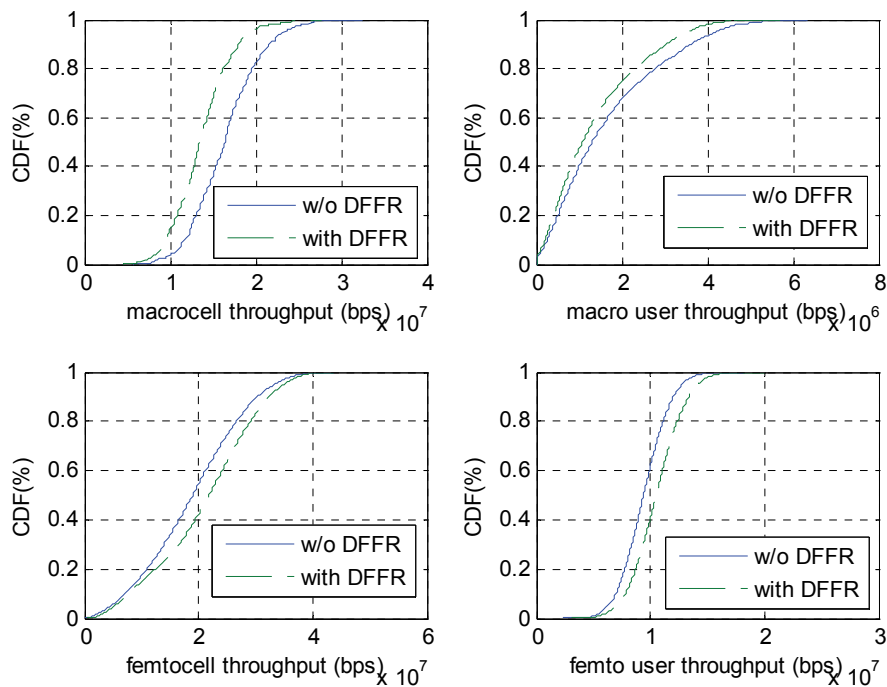 1
0.8
0.6
0.4
0.2
0
CDF(%)
w/o DFFR
with DFFR
0 1 2 3 4
macrocell throughput (bps)
x 10^7
1
0.8
0.6
0.4
0.2
0
CDF(%)
w/o DFFR
with DFFR
0 2 4 6 8
macro user throughput (bps)
x 10^6
1
0.8
0.6
0.4
0.2
0
CDF(%)
w/o DFFR
with DFFR
0 2 4 6
femtocell throughput (bps)
x 10^7
1
0.8
0.6
0.4
0.2
0
CDF(%)
w/o DFFR
with DFFR
0 1 2 3
femto user throughput (bps)
x 10^7